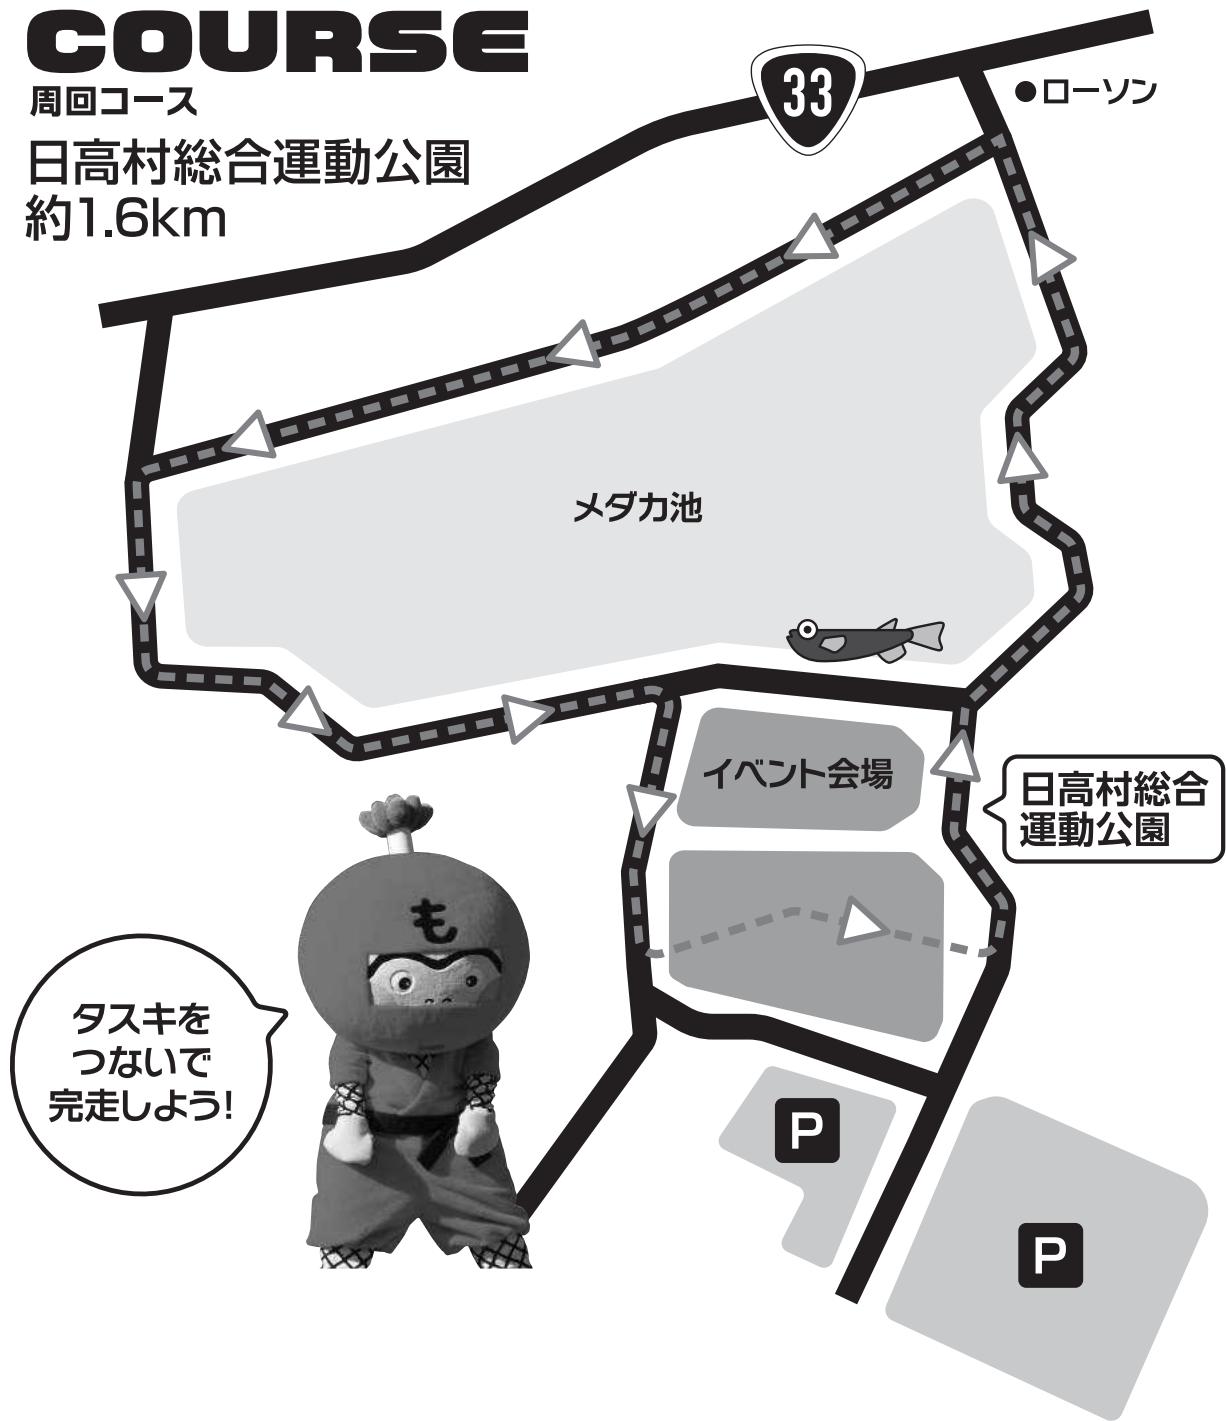 COURSE
周回コース
日高村総合運動公園
約1.6km
33
●ローソン
メダカ池
イベント会場
日高村総合
運動公園
も
タスキを
つないで
完走しよう!
P
P